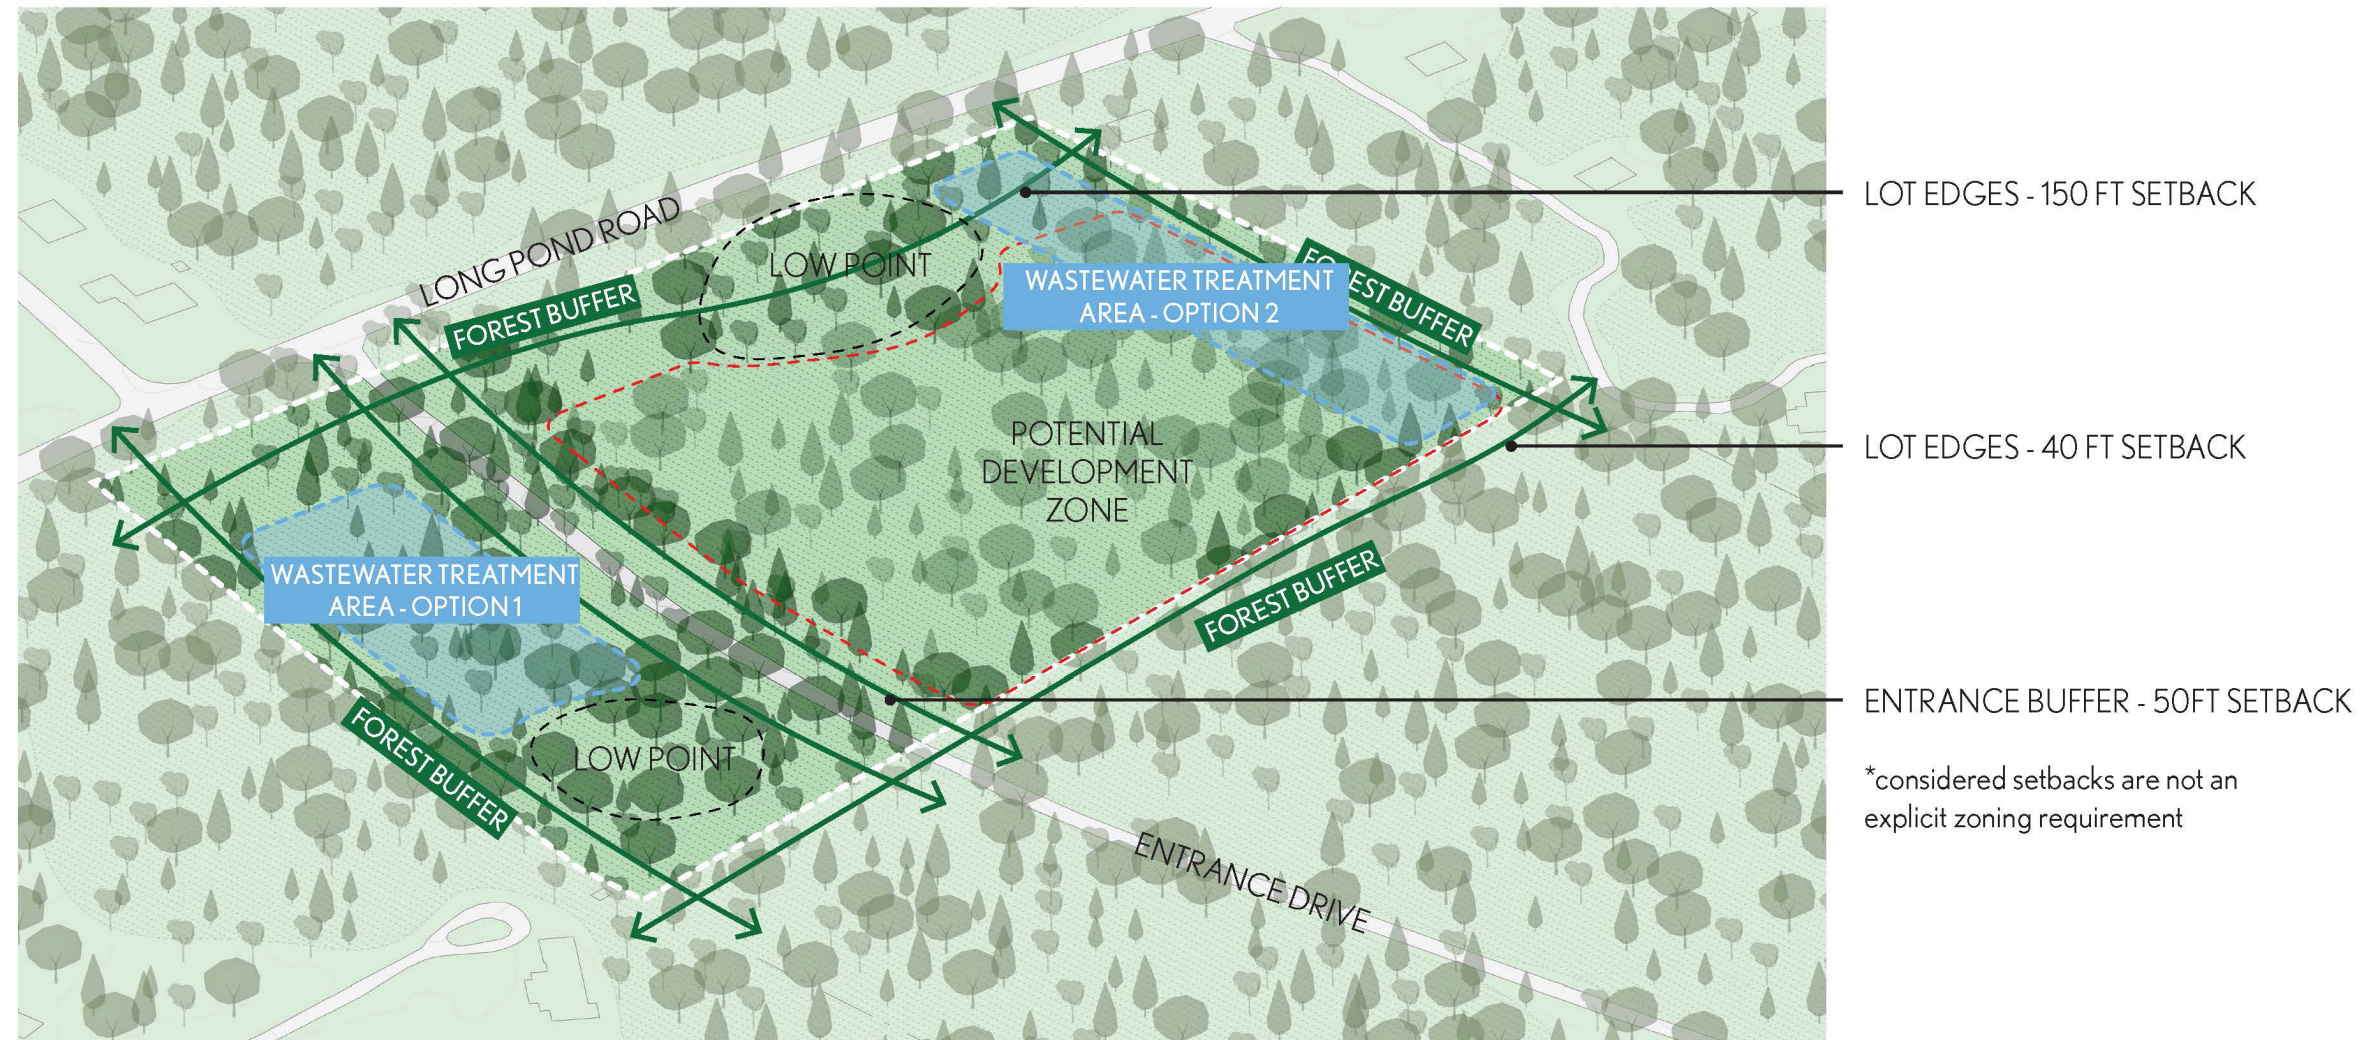 LOT EDGES - 150 FT SETBACK
LONG POND ROAD
LOW POINT
FOREST BUFFER
FOREST BUFFER
WASTEWATER TREATMENT
AREA - OPTION 2
POTENTIAL
DEVELOPMENT
ZONE
LOT EDGES - 40 FT SETBACK
WASTEWATER TREATMENT
AREA - OPTION 1
FOREST BUFFER
ENTRANCE BUFFER - 50FT SETBACK
FOREST BUFFER
LOW POINT
*considered setbacks are not an
explicit zoning requirement
ENTRANCE DRIVE